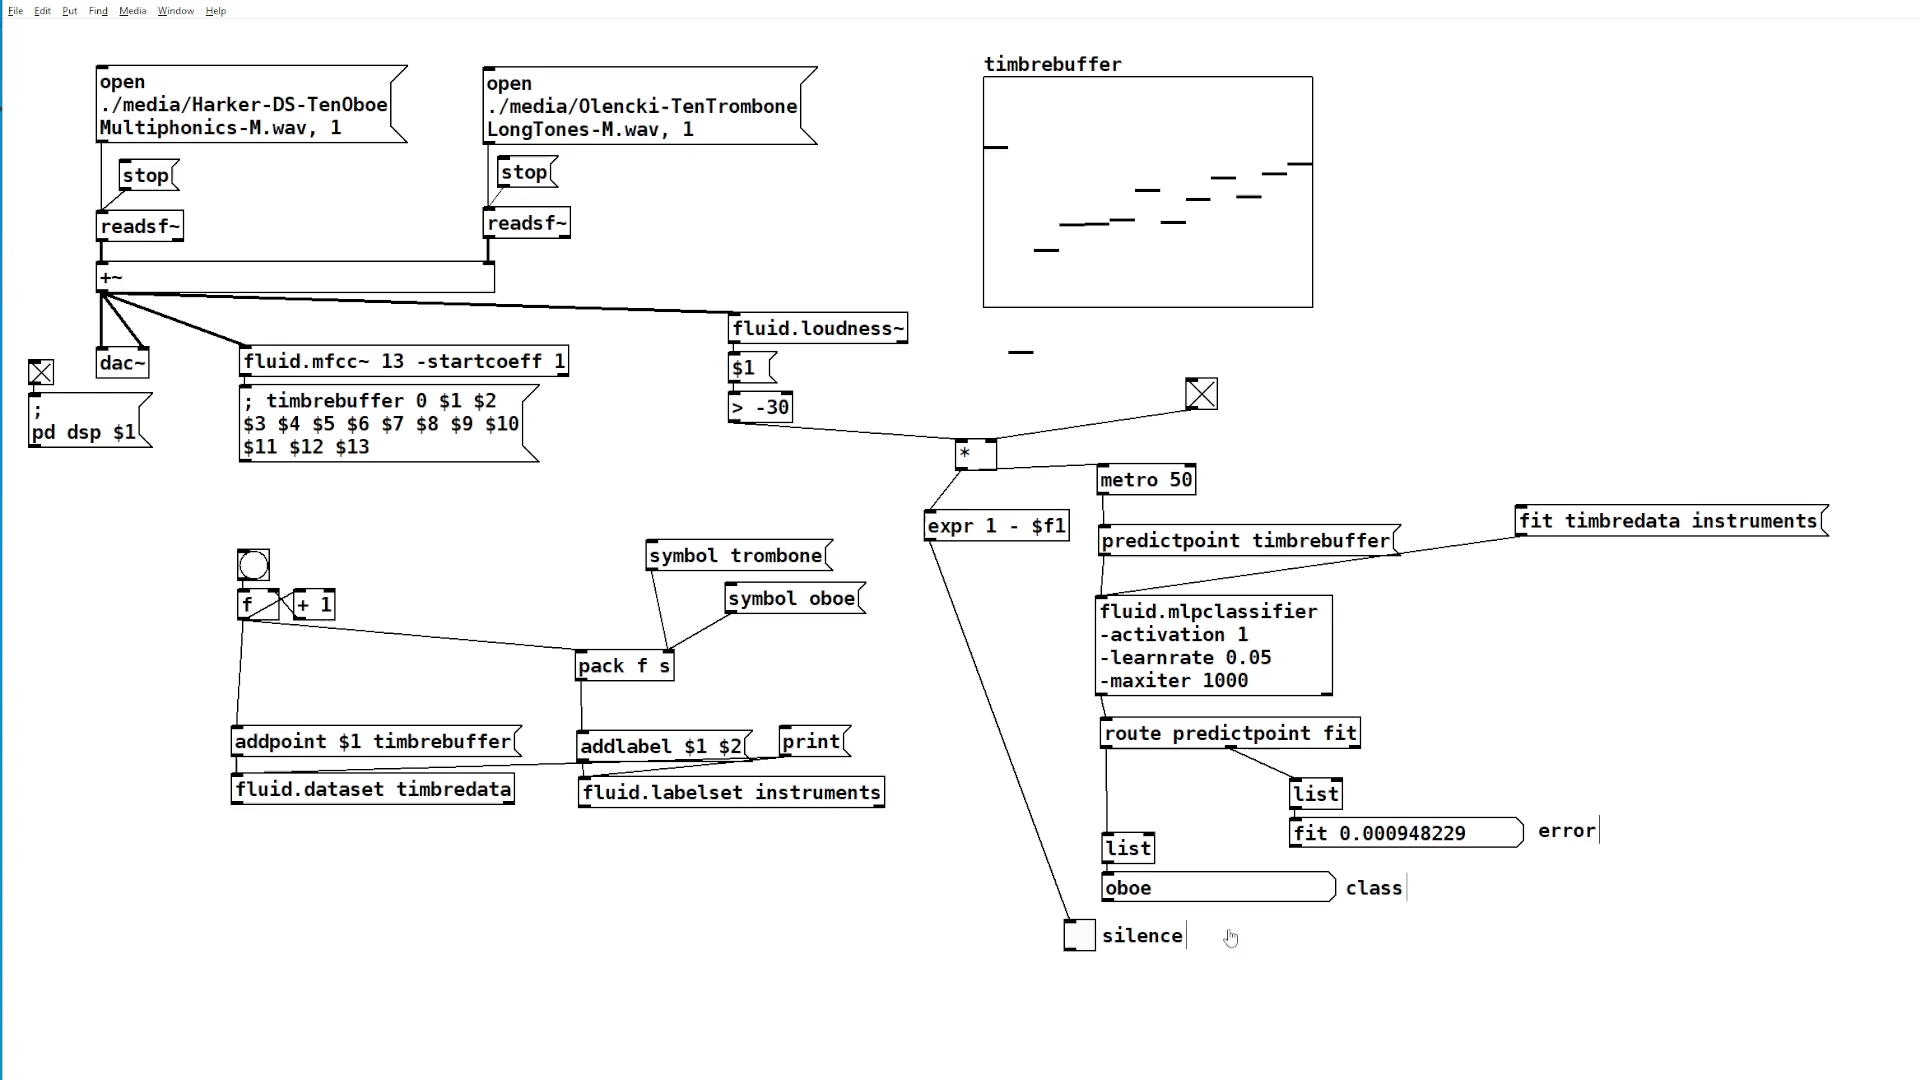 File Edit Put Find Media Window Help
open
./media/Harker-DS-TenOboe
Multiphonics-M.wav, 1
open
./media/Olencki-TenTrombone
LongTones-M.wav, 1
timbrebuffer
stop
stop
readsf~
readsf~
+~
fluid.loudness~
dac~
fluid.mfcc~ 13 -startcoeff 1
$1
> -30
;
pd dsp $1
; timbrebuffer 0 $1 $2
$3 $4 $5 $6 $7 $8 $9 $10
$11 $12 $13
*
metro 50
expr 1 - $f1
predictpoint timbrebuffer
fit timbredata instruments
symbol trombone
symbol oboe
f
+ 1
pack f s
fluid.mlpclassifier
-activation 1
-learnrate 0.05
-maxiter 1000
addpoint $1 timbrebuffer
addlabel $1 $2
print
route predictpoint fit
fluid.dataset timbredata
fluid.labelset instruments
list
fit 0.000948229
error
list
oboe
class
silence